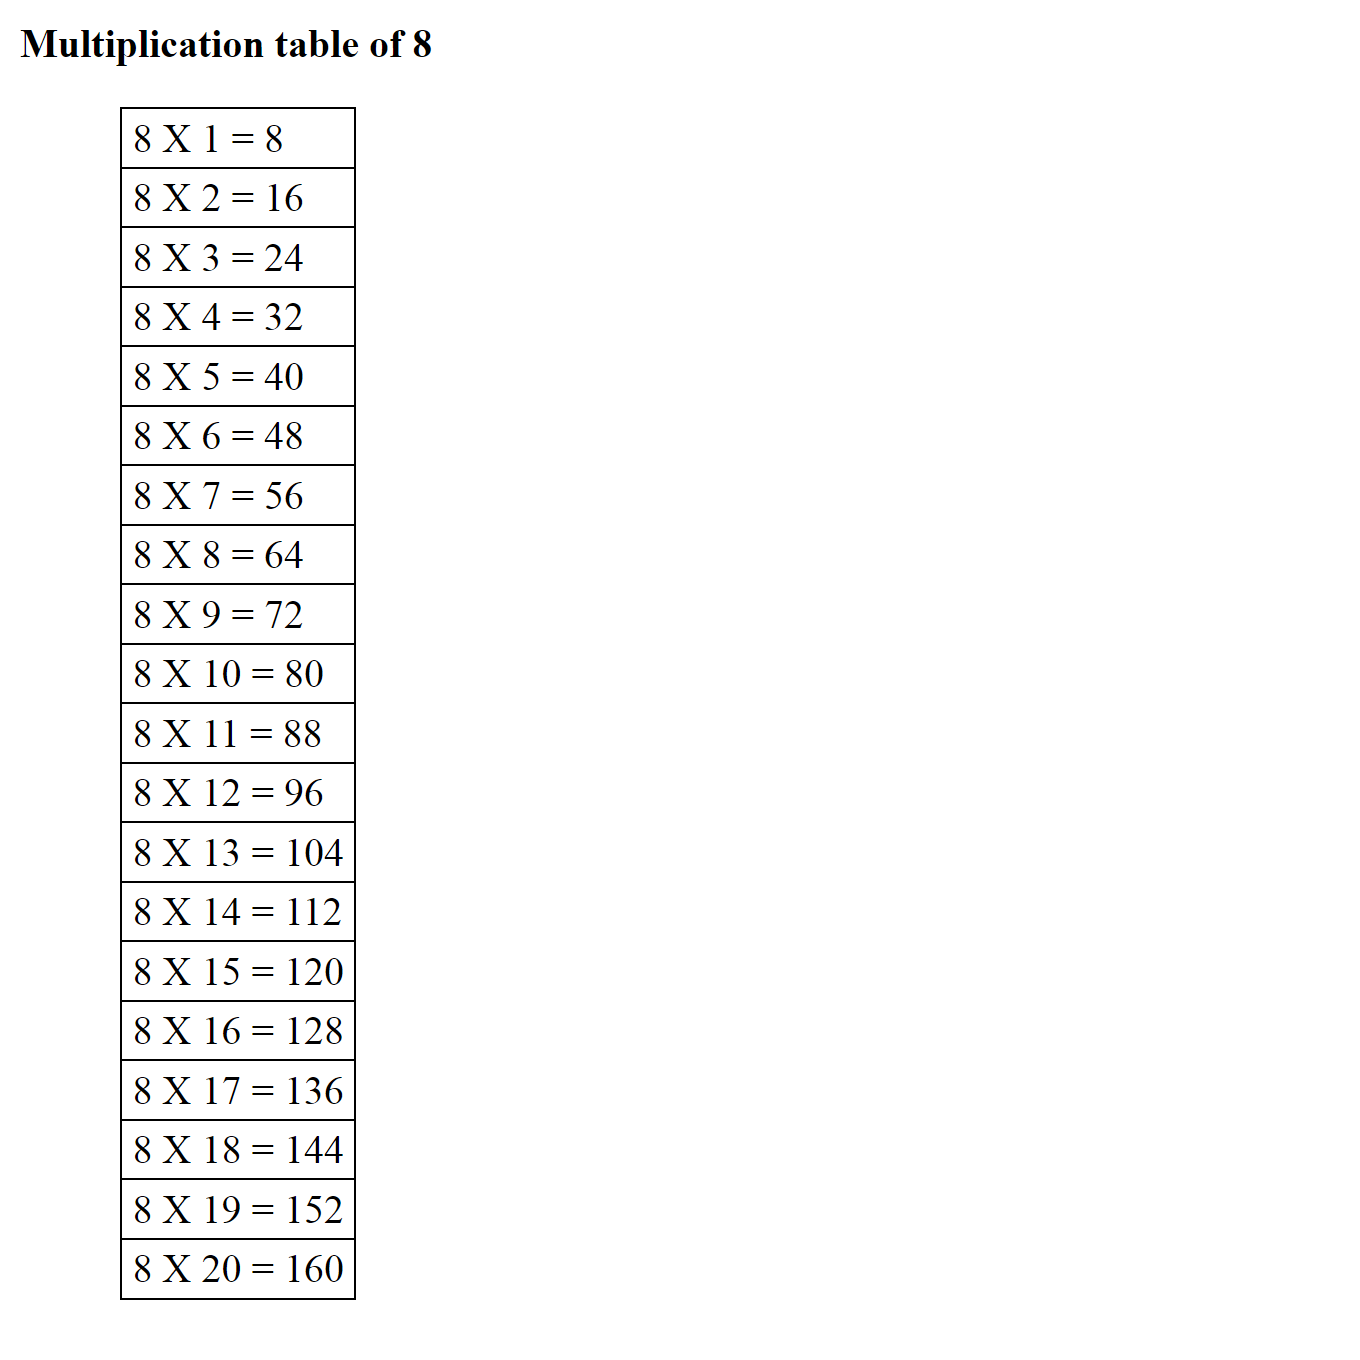 Multiplication table of 8
8 X 1 = 8
8 X 2 = 16
8 X 3 = 24
8 X 4 = 32
8 X 5 = 40
8 X 6 = 48
8 X 7 = 56
8 X 8 = 64
8 X 9 = 72
8 X 10 = 80
8 X 11 = 88
8 X 12 = 96
8 X 13 = 104
8 X 14 = 112
8 X 15 = 120
8 X 16 = 128
8 X 17 = 136
8 X 18 = 144
8 X 19 = 152
8 X 20 = 160